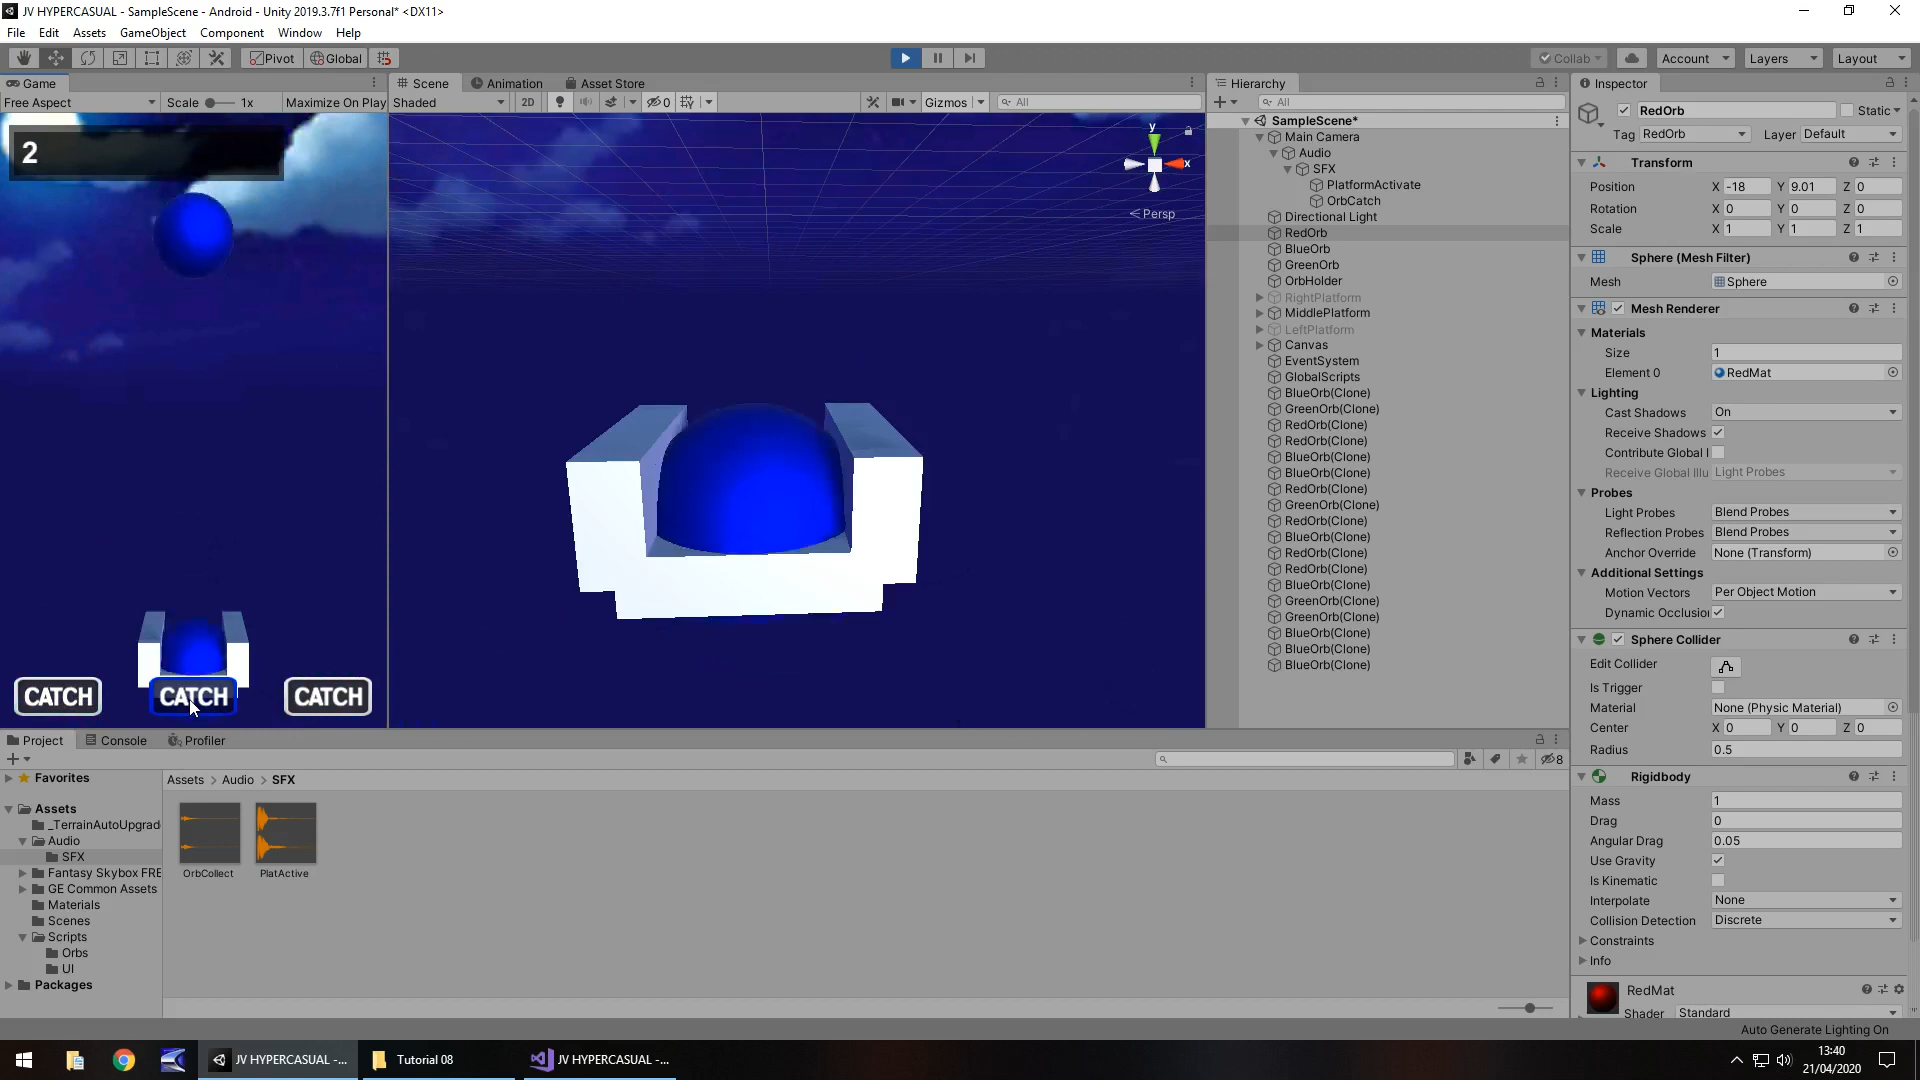 JV HYPERCASUAL - SampleScene - Android - Unity 2019.3.7f1 Personal* <DX11>
File Edit Assets GameObject Component Window Help
Pivot Global Collab Account Layers Layout
Game Scene Animation Asset Store Hierarchy Inspector
Free Aspect Scale 1x Maximize On Play Shaded 2D 0 Gizmos All All
RedOrb Static
Tag RedOrb Layer Default
2
y
x
Persp
CATCH CATCH CATCH
SampleScene*
Main Camera
Audio
SFX
PlatformActivate
OrbCatch
Directional Light
RedOrb
BlueOrb
GreenOrb
OrbHolder
RightPlatform
MiddlePlatform
LeftPlatform
Canvas
EventSystem
GlobalScripts
BlueOrb(Clone)
GreenOrb(Clone)
RedOrb(Clone)
RedOrb(Clone)
BlueOrb(Clone)
BlueOrb(Clone)
RedOrb(Clone)
GreenOrb(Clone)
RedOrb(Clone)
BlueOrb(Clone)
RedOrb(Clone)
RedOrb(Clone)
BlueOrb(Clone)
GreenOrb(Clone)
GreenOrb(Clone)
BlueOrb(Clone)
BlueOrb(Clone)
BlueOrb(Clone)
Transform
Position X -18 Y 9.01 Z 0
Rotation X 0 Y 0 Z 0
Scale X 1 Y 1 Z 1
Sphere (Mesh Filter)
Mesh Sphere
Mesh Renderer
Materials
Size 1
Element 0 RedMat
Lighting
Cast Shadows On
Receive Shadows
Contribute Global I
Receive Global Illu Light Probes
Probes
Light Probes Blend Probes
Reflection Probes Blend Probes
Anchor Override None (Transform)
Additional Settings
Motion Vectors Per Object Motion
Dynamic Occlusio
Sphere Collider
Edit Collider
Is Trigger
Material None (Physic Material)
Center X 0 Y 0 Z 0
Radius 0.5
Rigidbody
Mass 1
Drag 0
Angular Drag 0.05
Use Gravity
Is Kinematic
Interpolate None
Collision Detection Discrete
Constraints
Info
RedMat
Shader Standard
Project Console Profiler
8
Favorites
Assets
_TerrainAutoUpgrad
Audio
SFX
Fantasy Skybox FRE
GE Common Assets
Materials
Scenes
Scripts
Orbs
UI
Packages
Assets > Audio > SFX
OrbCollect PlatActive
Auto Generate Lighting On
JV HYPERCASUAL -... Tutorial 08 JV HYPERCASUAL -...
13:40
21/04/2020